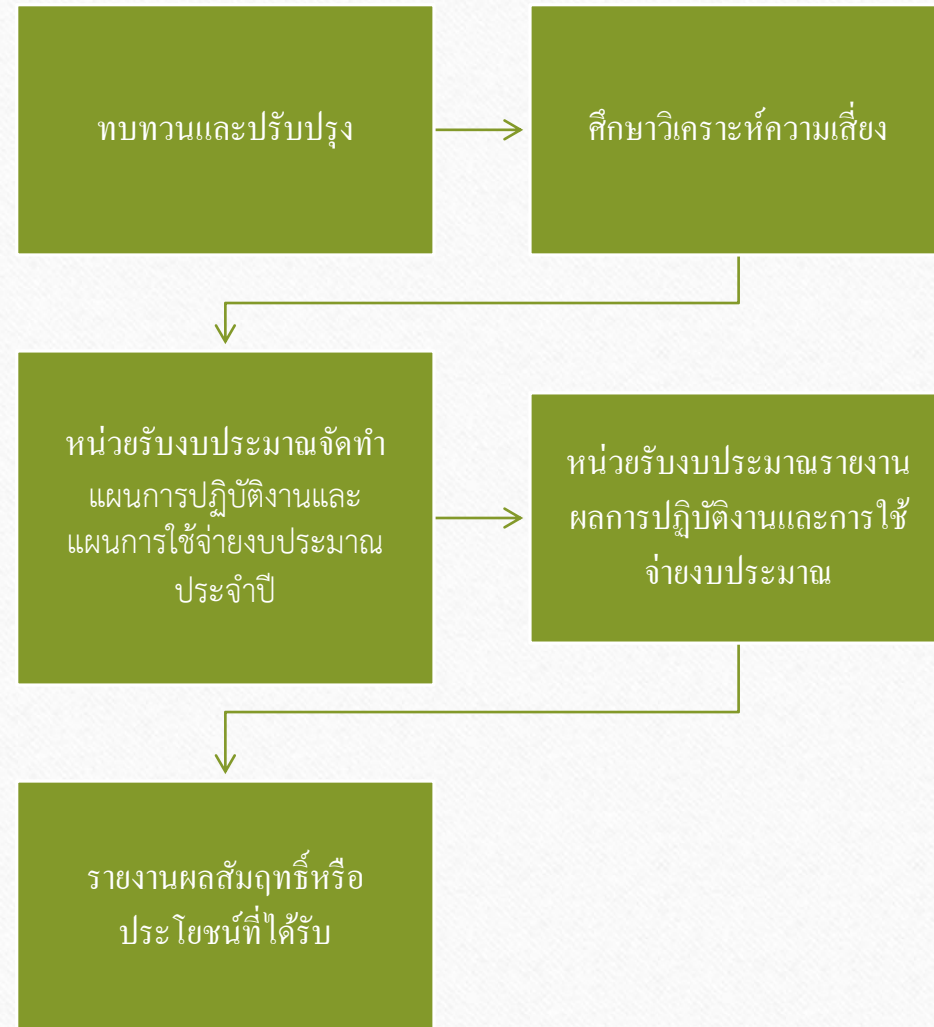 ทบทวนและปรับปรุง
ศึกษาวิเคราะห์ความเสี่ยง
หน่วยรับงบประมาณจัดทำ
แผนการปฏิบัติงานและ
แผนการใช้จ่ายงบประมาณ
ประจำปี
หน่วยรับงบประมาณรายงาน
ผลการปฏิบัติงานและการใช้
จ่ายงบประมาณ
รายงานผลสัมฤทธิ์หรือ
ประโยชน์ที่ได้รับ